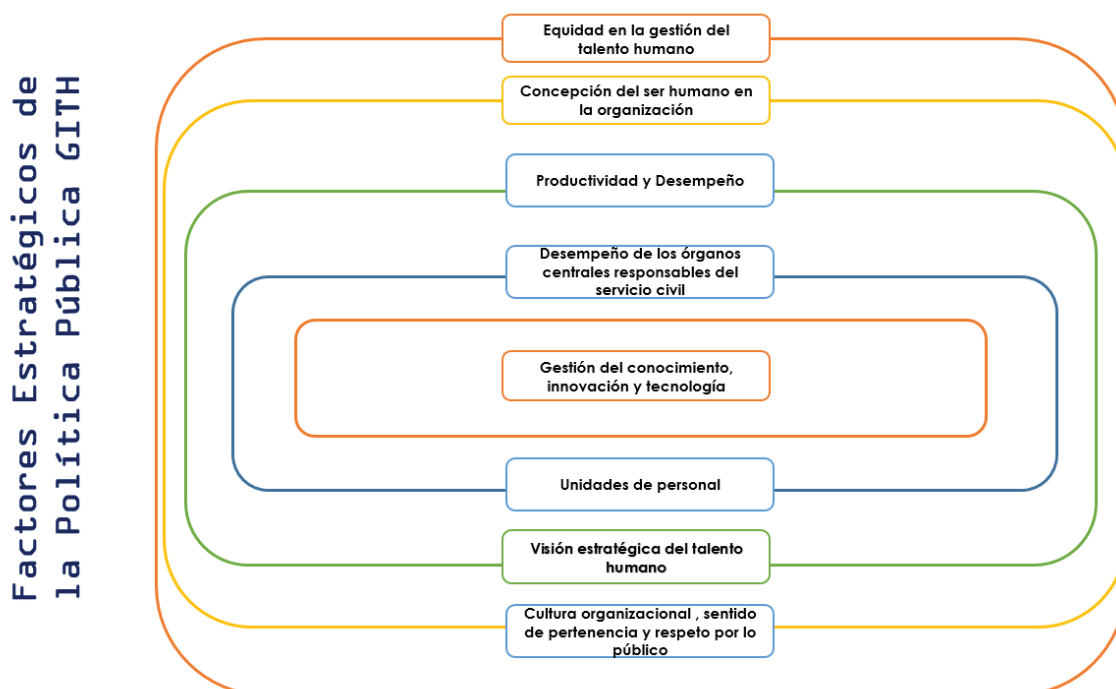 Factores Estratégicos de
la Política Pública GITH
Equidad en la gestión del
talento humano
Concepción del ser humano en
la organización
Productividad y Desempeño
Desempeño de los órganos
centrales responsables del
servicio civil
Gestión del conocimiento,
innovación y tecnología
Unidades de personal
Visión estratégica del talento
humano
Cultura organizacional , sentido
de pertenencia y respeto por lo
público